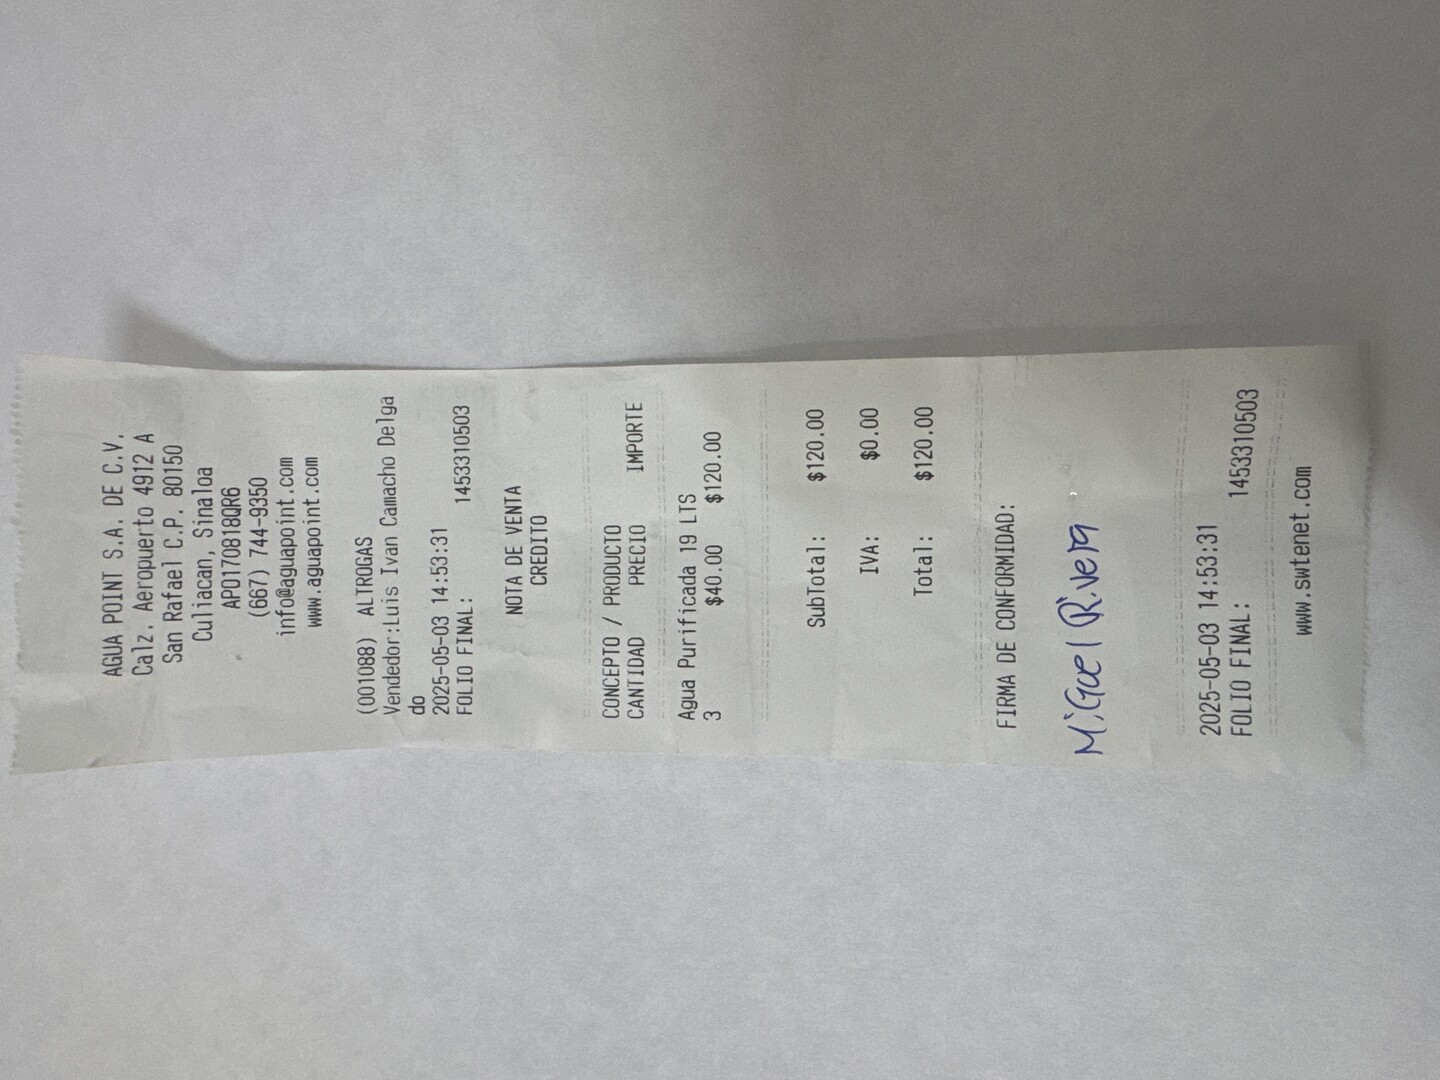 AGUA POINT S.A. DE C.V.
Calz. Aeropuerto 4912 A
San Rafael C.P. 80150
Culiacan, Sinaloa
APO170818QR6
(667) 744-9350
info@aguapoint.com
www.aguapoint.com
(001088) ALTROGAS
Vendedor:Luis Ivan Camacho Delga
do
2025-05-03 14:53:31
FOLIO FINAL: 1453310503
NOTA DE VENTA
CREDITO
CONCEPTO / PRODUCTO
CANTIDAD PRECIO IMPORTE
Agua Purificada 19 LTS
3 $40.00 $120.00
SubTotal: $120.00
IVA: $0.00
Total: $120.00
FIRMA DE CONFORMIDAD:
Miguel Rivera
2025-05-03 14:53:31
FOLIO FINAL: 1453310503
www.swtenet.com